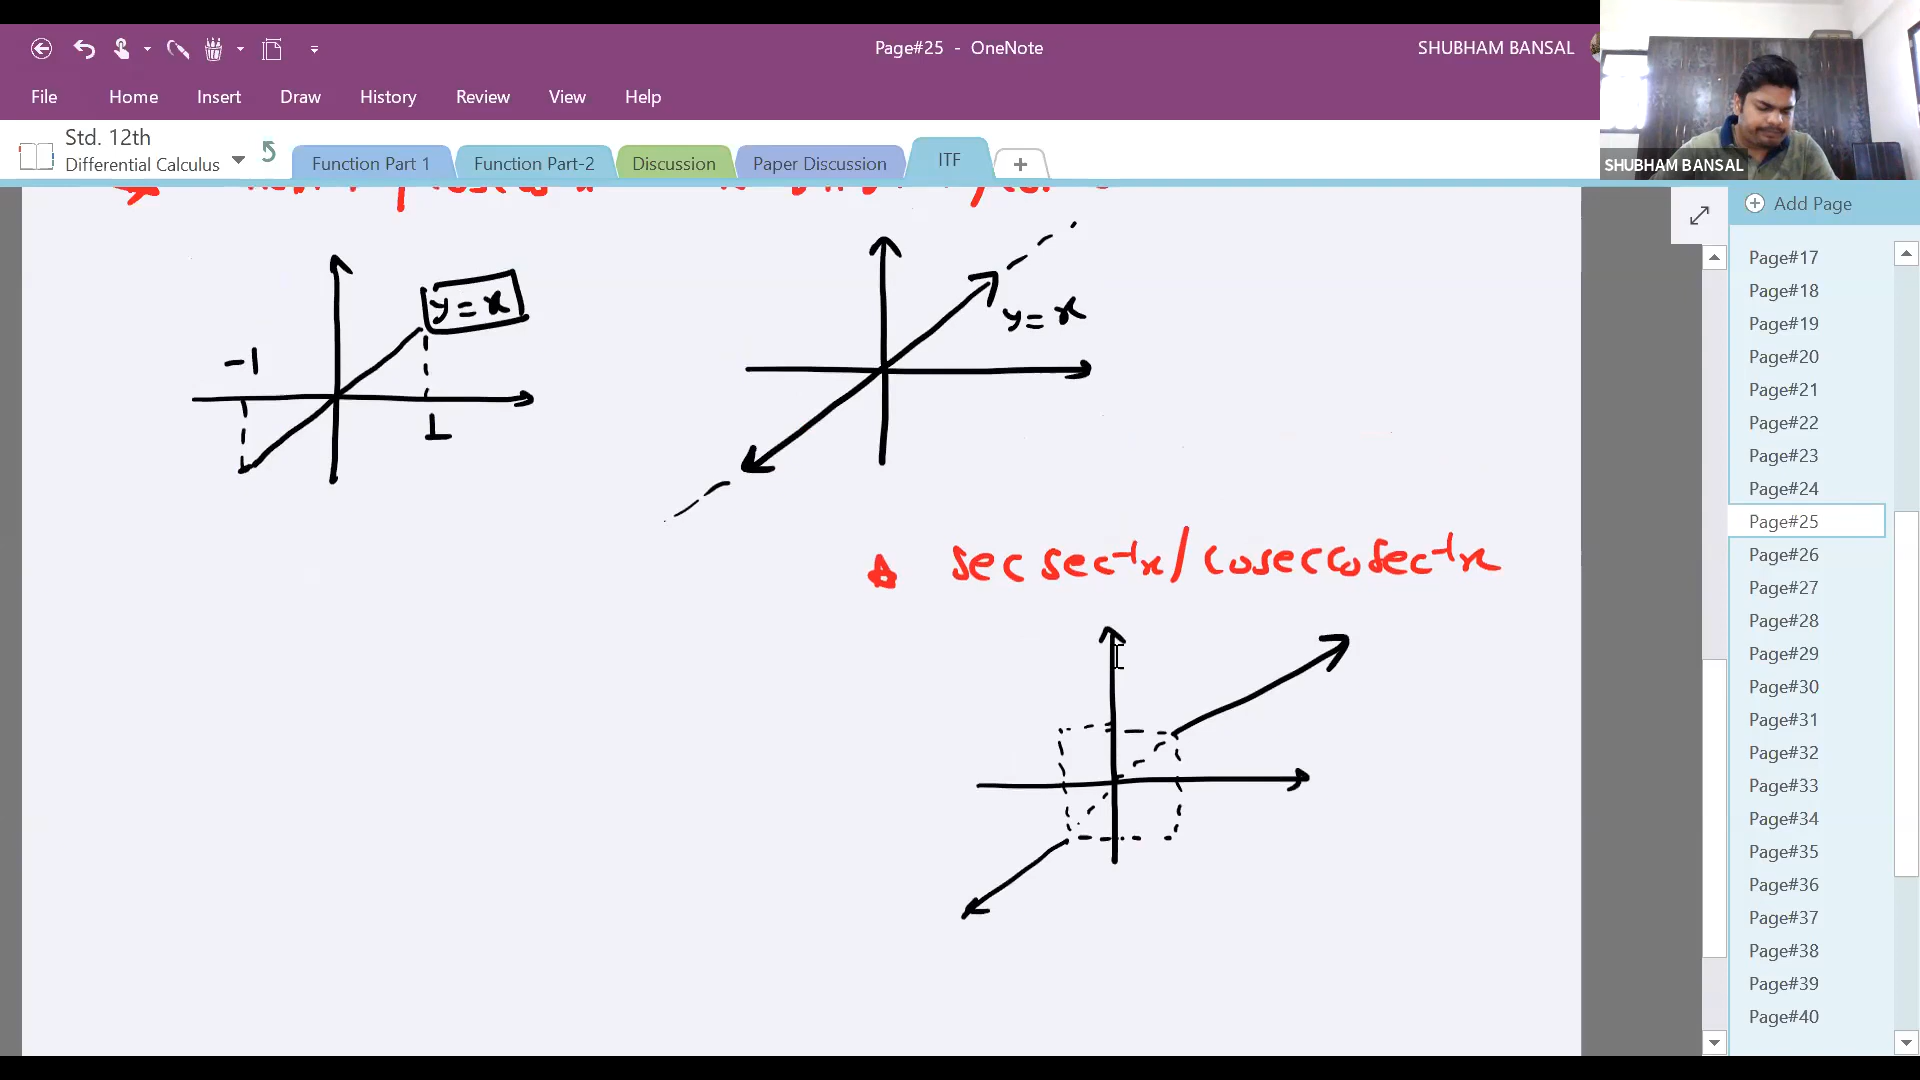 Page#25 - OneNote
SHUBHAM BANSAL
File Home Insert Draw History Review View Help
Std. 12th
Differential Calculus
Function Part 1
Function Part-2
Discussion
Paper Discussion
ITF
+
SHUBHAM BANSAL
Add Page
Page#17
Page#18
Page#19
Page#20
Page#21
Page#22
Page#23
Page#24
Page#25
Page#26
Page#27
Page#28
Page#29
Page#30
Page#31
Page#32
Page#33
Page#34
Page#35
Page#36
Page#37
Page#38
Page#39
Page#40
y = x
-1
1
y = x
sec sec⁻¹x / cosec cosec⁻¹x